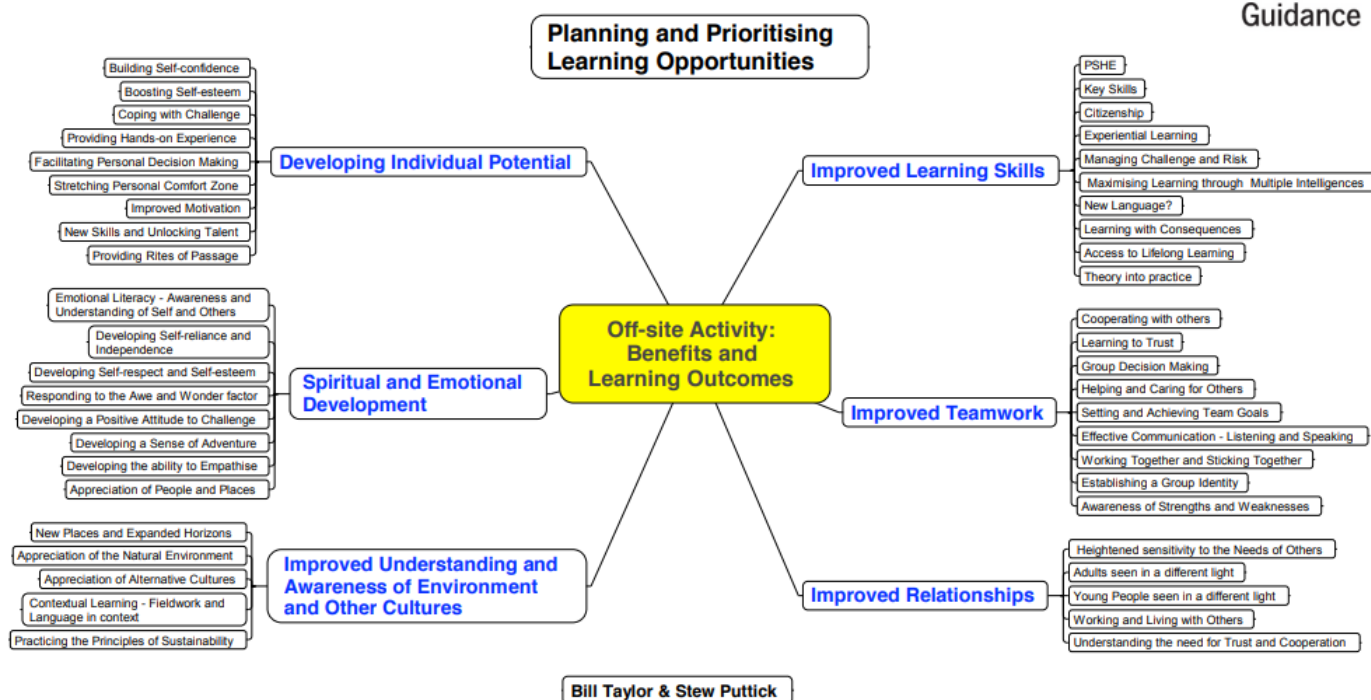 Guidance
Planning and Prioritising
Learning Opportunities
Building Self-confidence
Boosting Self-esteem
Coping with Challenge
Providing Hands-on Experience
Facilitating Personal Decision Making
Stretching Personal Comfort Zone
Improved Motivation
New Skills and Unlocking Talent
Providing Rites of Passage
Developing Individual Potential
Emotional Literacy - Awareness and
Understanding of Self and Others
Developing Self-reliance and
Independence
Developing Self-respect and Self-esteem
Responding to the Awe and Wonder factor
Developing a Positive Attitude to Challenge
Developing a Sense of Adventure
Developing the ability to Empathise
Appreciation of People and Places
Spiritual and Emotional
Development
New Places and Expanded Horizons
Appreciation of the Natural Environment
Appreciation of Alternative Cultures
Contextual Learning - Fieldwork and
Language in context
Practicing the Principles of Sustainability
Improved Understanding and
Awareness of Environment
and Other Cultures
Off-site Activity:
Benefits and
Learning Outcomes
Improved Learning Skills
PSHE
Key Skills
Citizenship
Experiential Learning
Managing Challenge and Risk
Maximising Learning through Multiple Intelligences
New Language?
Learning with Consequences
Access to Lifelong Learning
Theory into practice
Improved Teamwork
Cooperating with others
Learning to Trust
Group Decision Making
Helping and Caring for Others
Setting and Achieving Team Goals
Effective Communication - Listening and Speaking
Working Together and Sticking Together
Establishing a Group Identity
Awareness of Strengths and Weaknesses
Improved Relationships
Heightened sensitivity to the Needs of Others
Adults seen in a different light
Young People seen in a different light
Working and Living with Others
Understanding the need for Trust and Cooperation
Bill Taylor & Stew Puttick